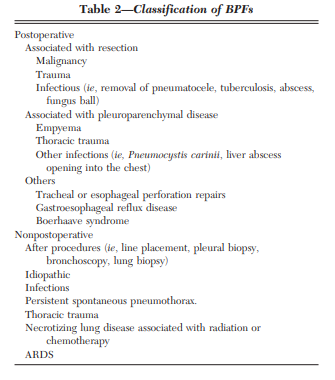 Table 2—Classification of BPFs
Postoperative
Associated with resection
Malignancy
Trauma
Infectious (ie, removal of pneumatocele, tuberculosis, abscess,
fungus ball)
Associated with pleuroparenchymal disease
Empyema
Thoracic trauma
Other infections (ie, Pneumocystis carinii, liver abscess
opening into the chest)
Others
Tracheal or esophageal perforation repairs
Gastroesophageal reflux disease
Boerhaave syndrome
Nonpostoperative
After procedures (ie, line placement, pleural biopsy,
bronchoscopy, lung biopsy)
Idiopathic
Infections
Persistent spontaneous pneumothorax.
Thoracic trauma
Necrotizing lung disease associated with radiation or
chemotherapy
ARDS